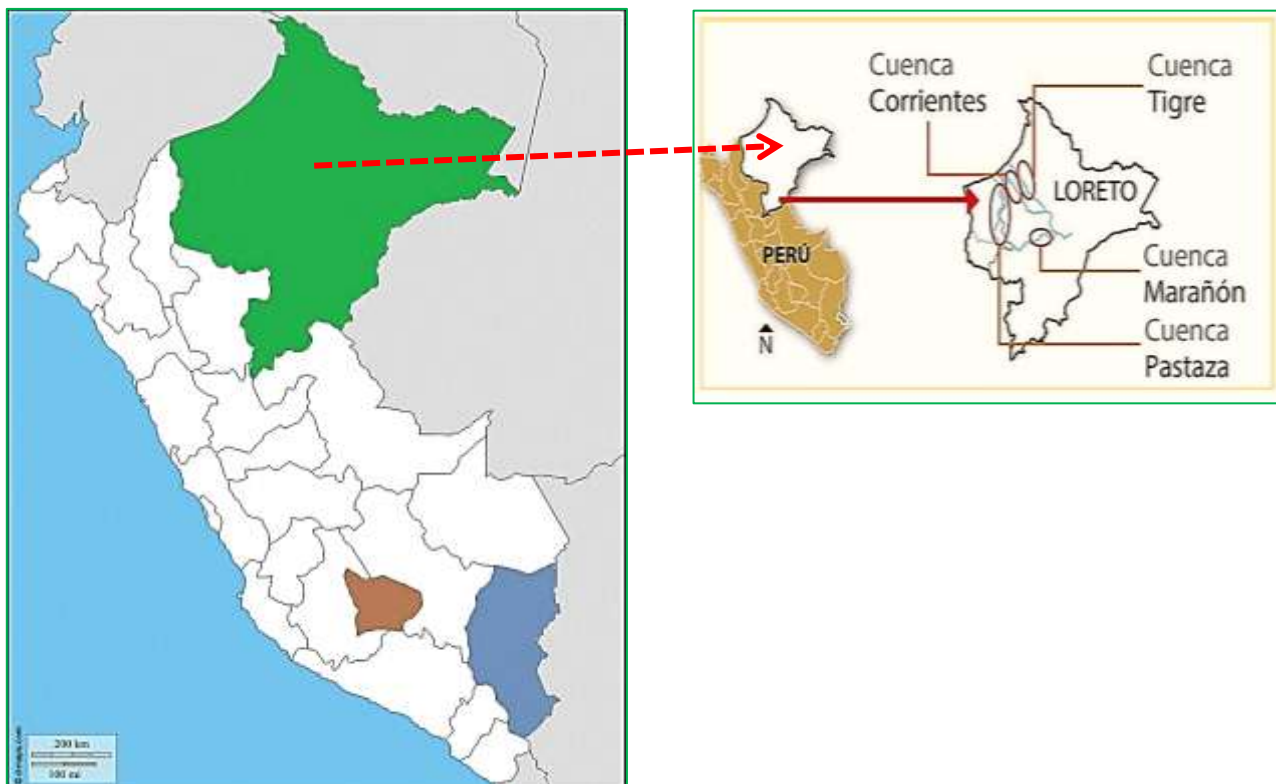 200 km
100 mi
Cuenca
Corrientes
Cuenca
Tigre
LORETO
PERÚ
N
Cuenca
Marañón
Cuenca
Pastaza